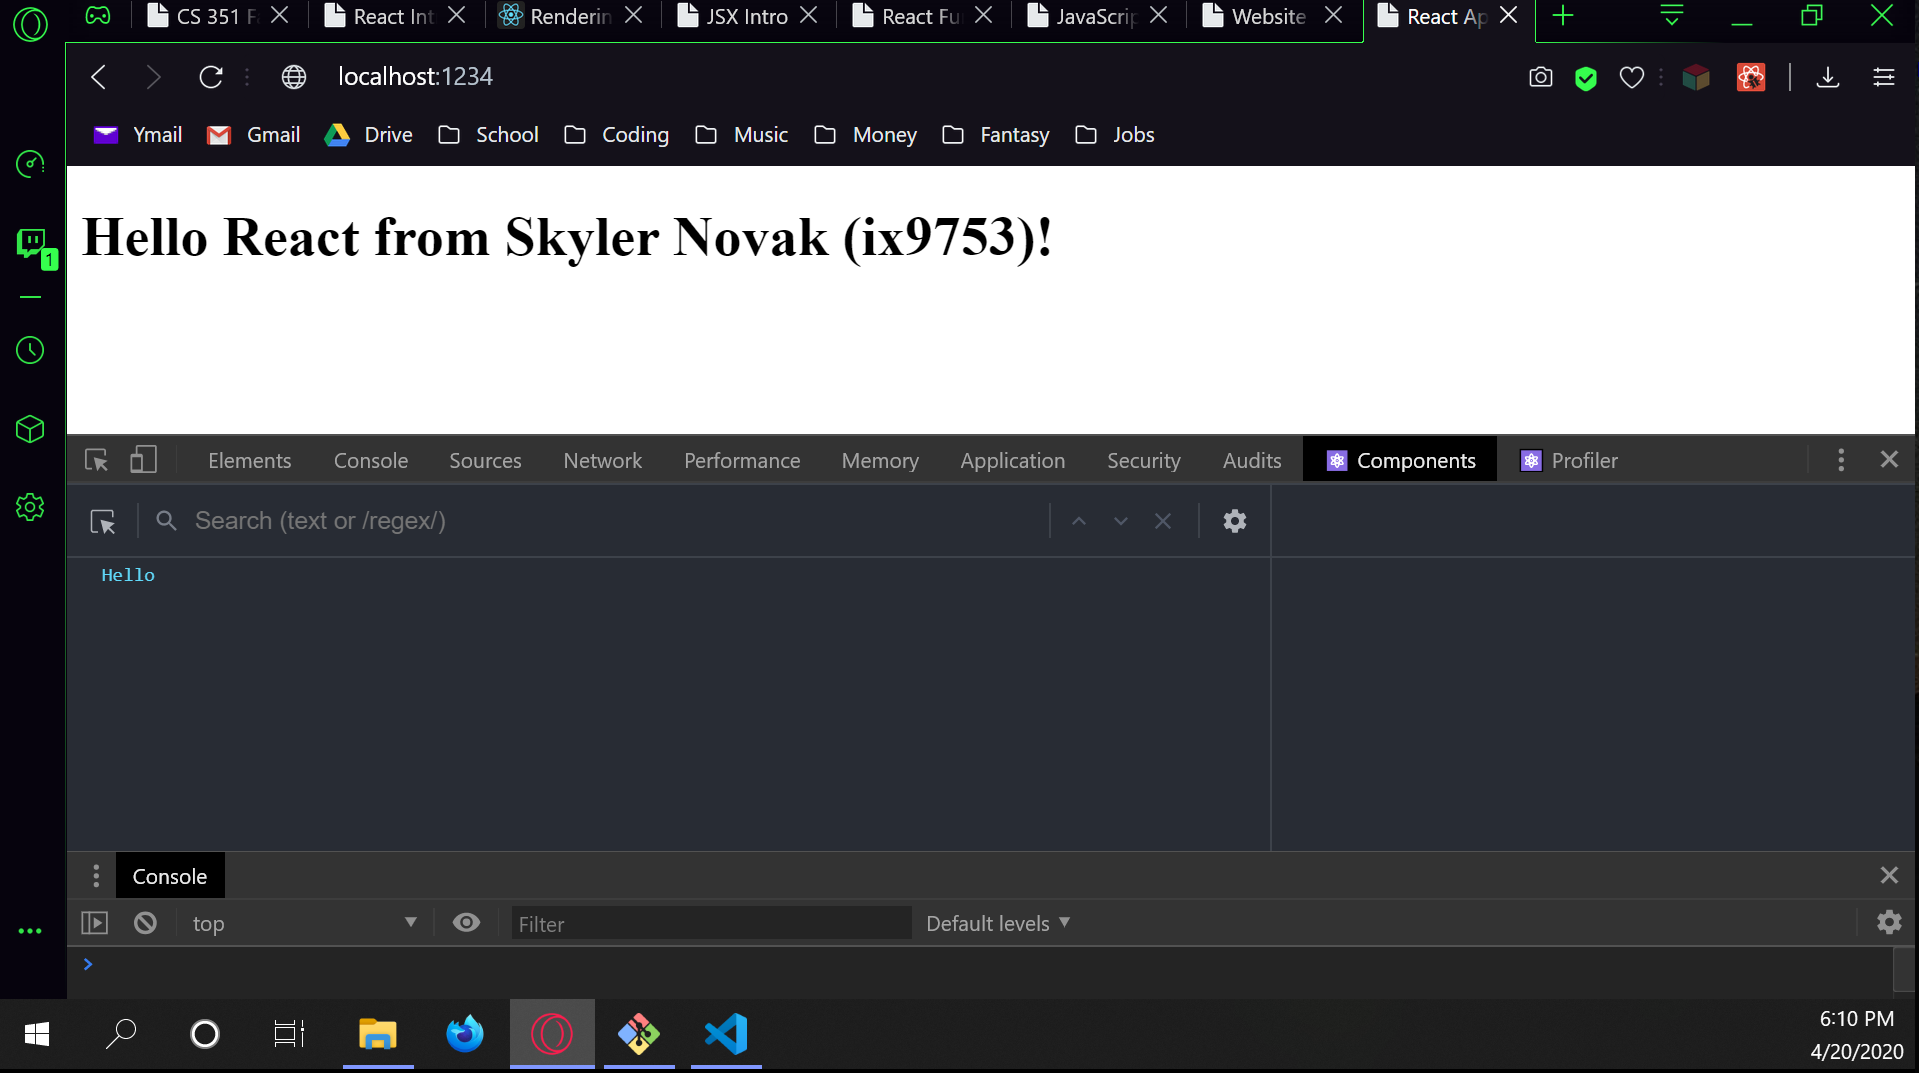 CS 351 Fa React Int Renderin JSX Intro React Fu JavaScrip Website React Ap
localhost:1234
Ymail Gmail Drive School Coding Music Money Fantasy Jobs
Hello React from Skyler Novak (ix9753)!
1
Elements Console Sources Network Performance Memory Application Security Audits Components Profiler
Search (text or /regex/)
Hello
Console
top Filter Default levels
6:10 PM
4/20/2020